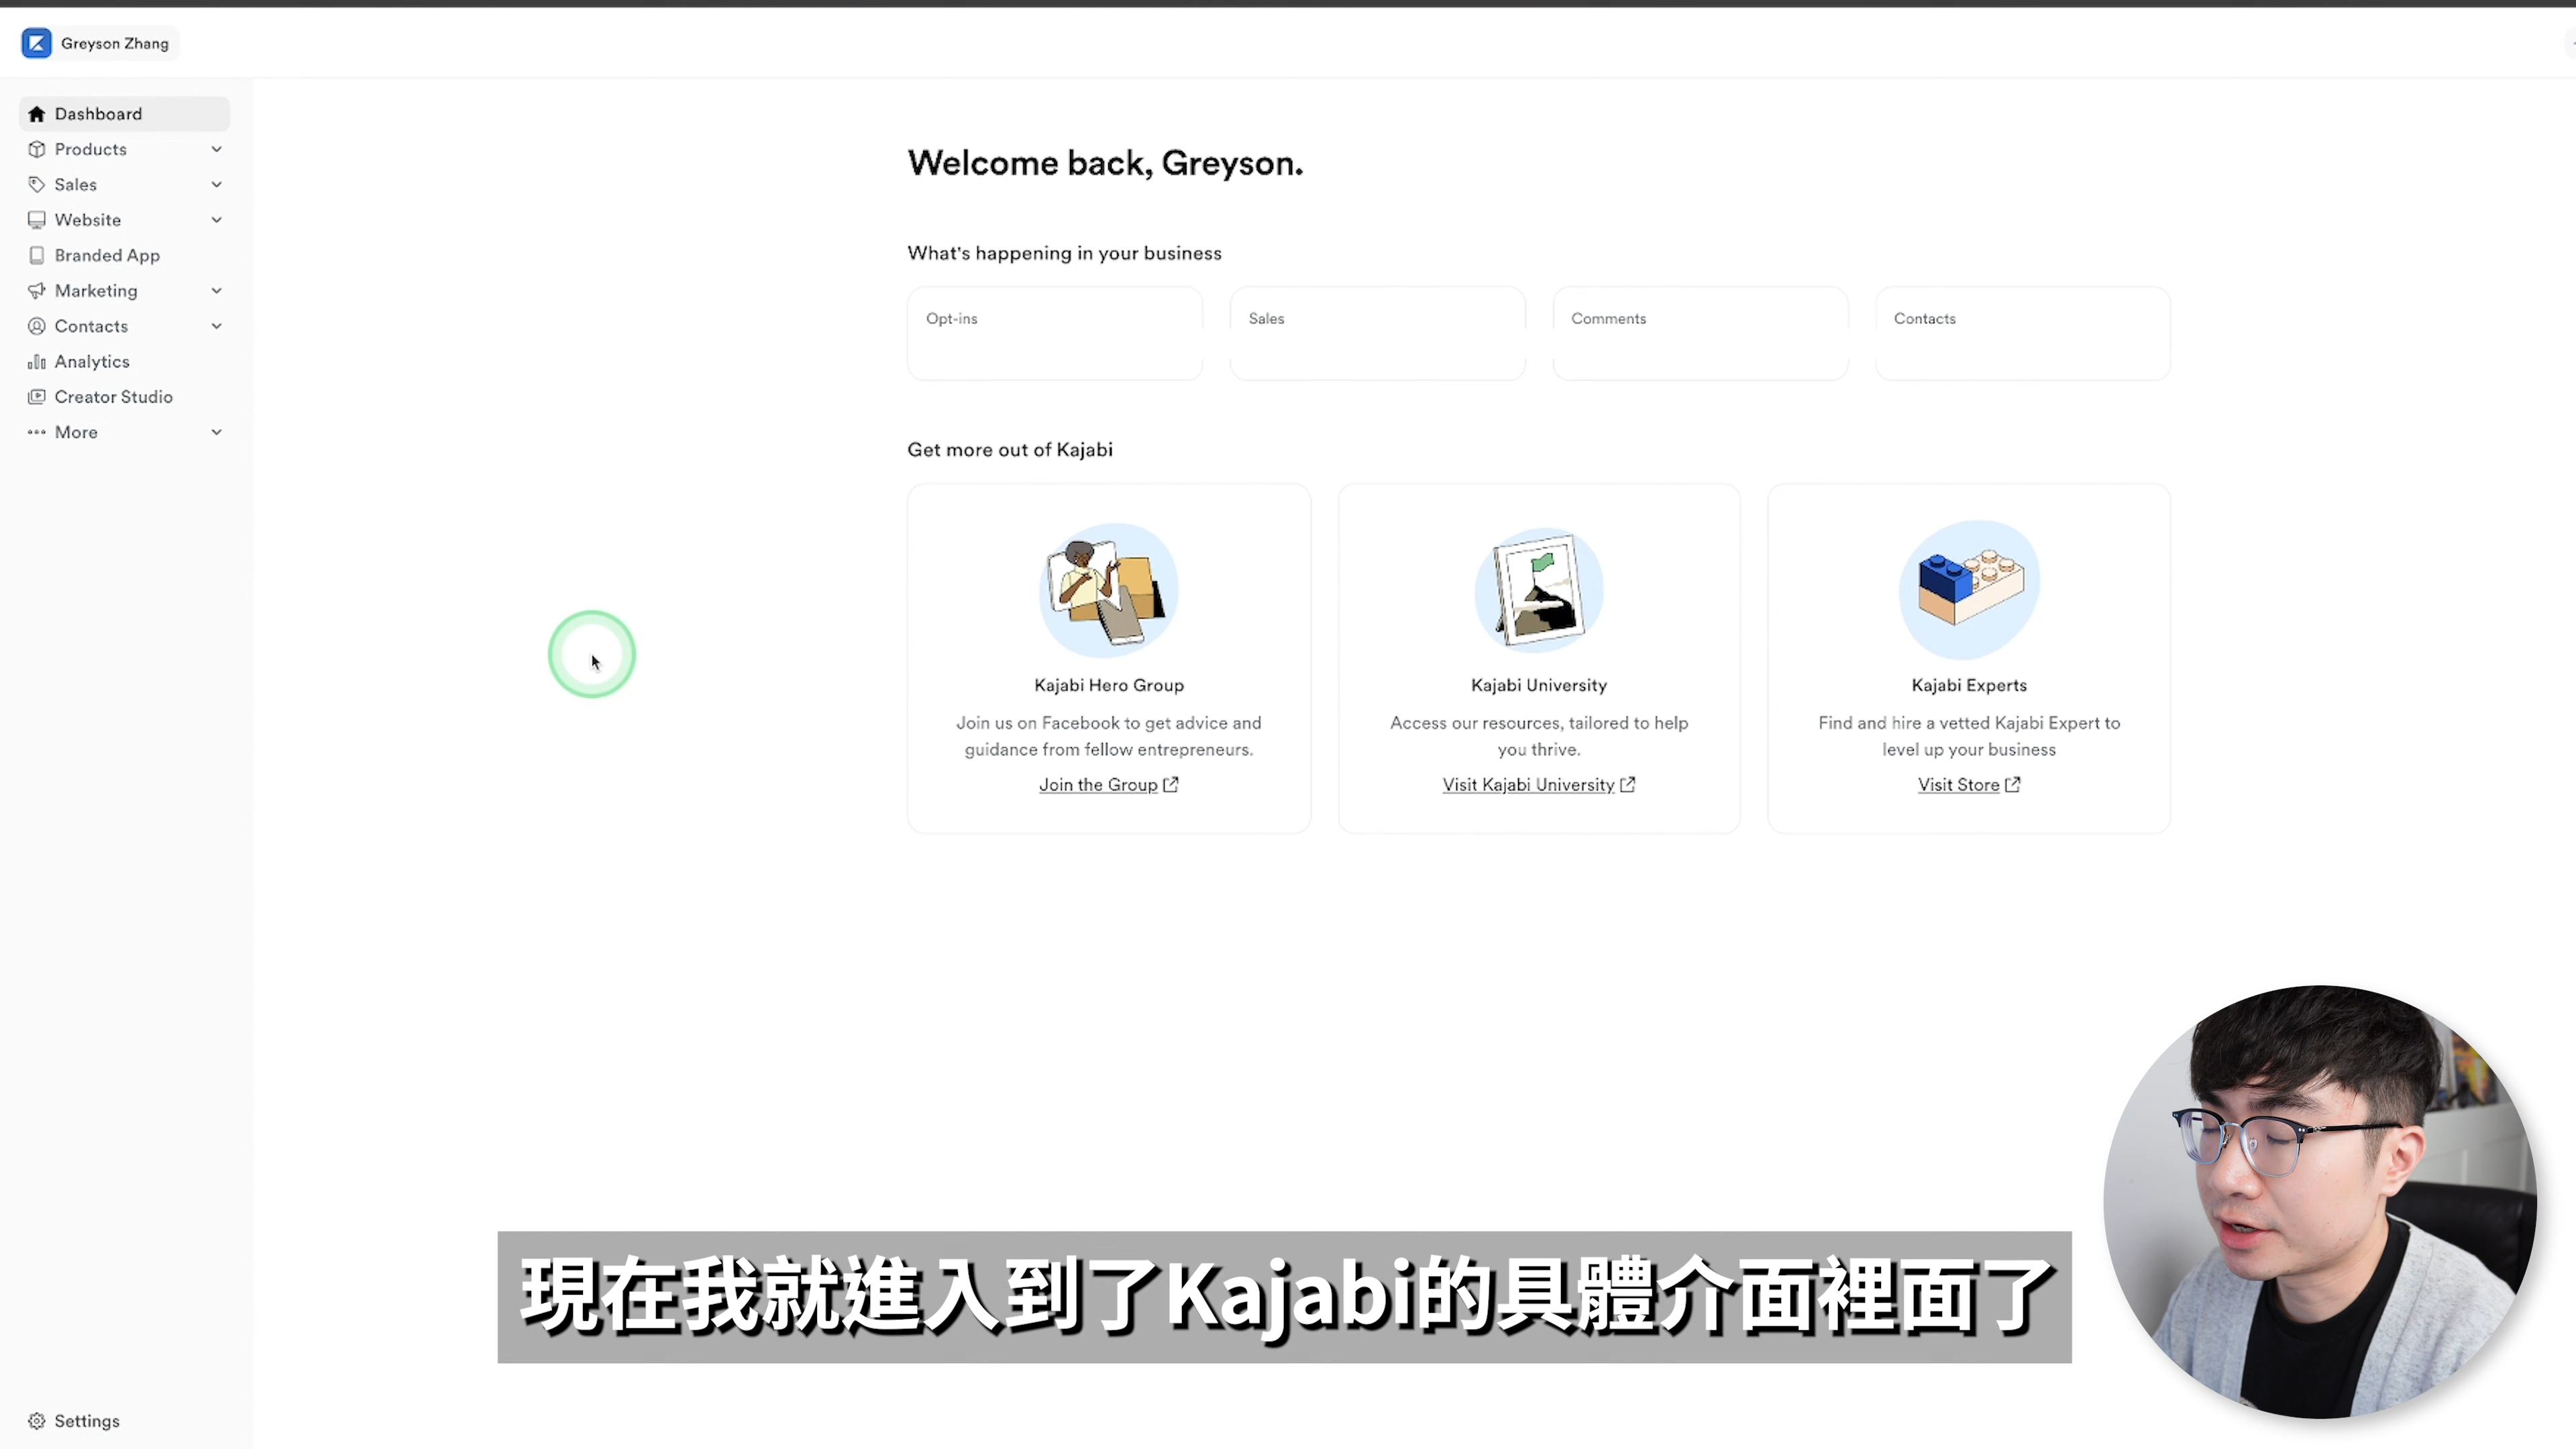 Greyson Zhang
Dashboard
Products
Sales
Website
Branded App
Marketing
Contacts
Analytics
Creator Studio
More
Settings
Welcome back, Greyson.
What's happening in your business
Opt-ins
Sales
Comments
Contacts
Get more out of Kajabi
Kajabi Hero Group
Join us on Facebook to get advice and
guidance from fellow entrepreneurs.
Join the Group
Kajabi University
Access our resources, tailored to help
you thrive.
Visit Kajabi University
Kajabi Experts
Find and hire a vetted Kajabi Expert to
level up your business
Visit Store
現在我就進入到了Kajabi的具體介面裡面了